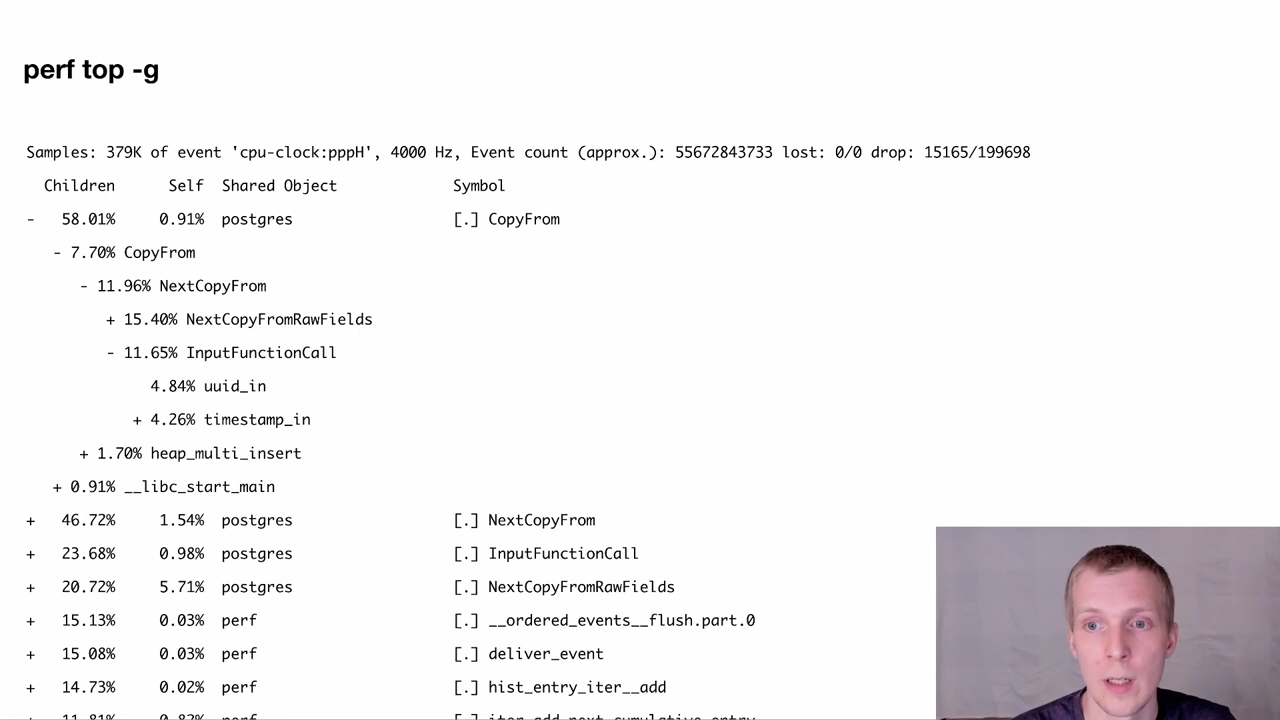 perf top -g
Samples: 379K of event 'cpu-clock:pppH', 4000 Hz, Event count (approx.): 55672843733 lost: 0/0 drop: 15165/199698
Children Self Shared Object Symbol
- 58.01% 0.91% postgres [.] CopyFrom
- 7.70% CopyFrom
- 11.96% NextCopyFrom
+ 15.40% NextCopyFromRawFields
- 11.65% InputFunctionCall
4.84% uuid_in
+ 4.26% timestamp_in
+ 1.70% heap_multi_insert
+ 0.91% __libc_start_main
+ 46.72% 1.54% postgres [.] NextCopyFrom
+ 23.68% 0.98% postgres [.] InputFunctionCall
+ 20.72% 5.71% postgres [.] NextCopyFromRawFields
+ 15.13% 0.03% perf [.] __ordered_events__flush.part.0
+ 15.08% 0.03% perf [.] deliver_event
+ 14.73% 0.02% perf [.] hist_entry_iter__add